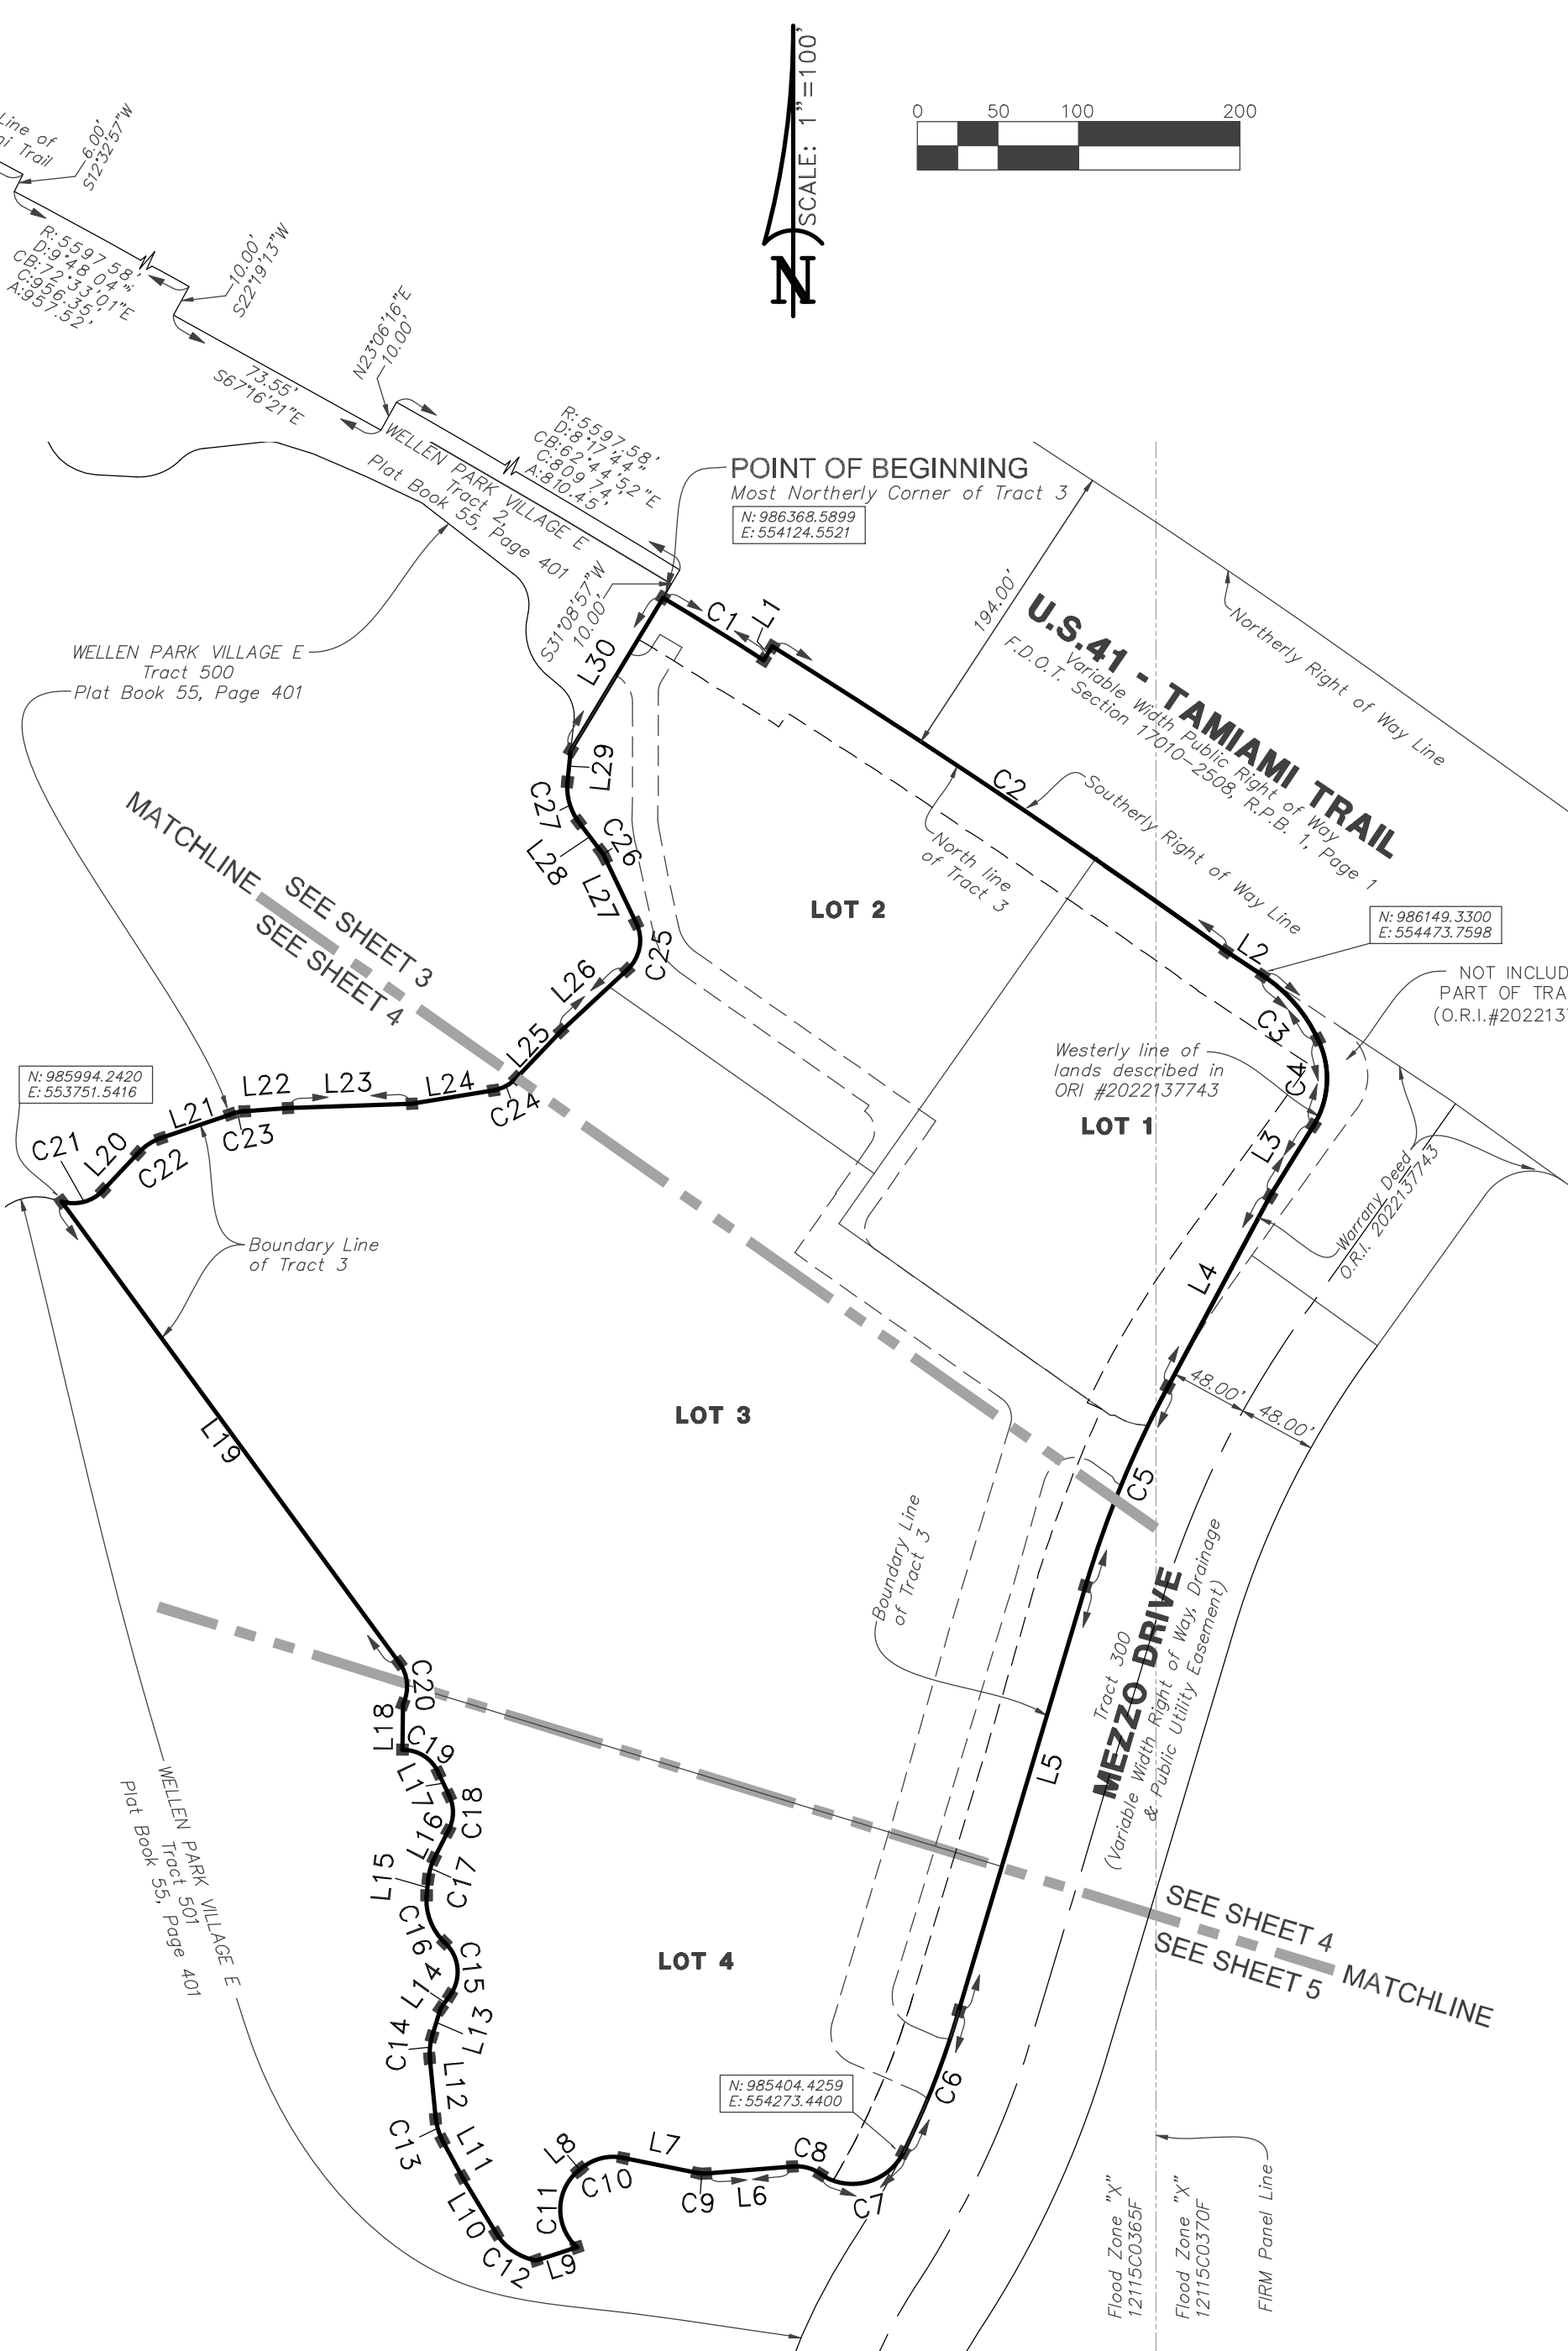 SCALE: 1"=100'
N
0 50 100 200
Line of
6.00'
S12°32'57"W
R:5597.58'
D:9°48'04"
CB:72°33'01"E
C:956.35'
A:957.52'
10.00'
S22°19'13"W
73.55'
S67°16'21"E
N23°06'16"E
10.00'
R:5597.58'
D:8°17'44"
CB:62°44'52"E
C:809.74'
A:810.45'
WELLEN PARK VILLAGE E
Tract 2,
Plat Book 55, Page 401
POINT OF BEGINNING
Most Northerly Corner of Tract 3
N: 986368.5899
E: 554124.5521
S31°08'57"W
10.00'
WELLEN PARK VILLAGE E
Tract 500
Plat Book 55, Page 401
194.00'
U.S.41 - TAMIAMI TRAIL
Variable Width Public Right of Way
F.D.O.T. Section 17010-2508, R.P.B. 1, Page 1
Northerly Right of Way Line
Southerly Right of Way Line
North line
of Tract 3
C1
L1
C2
L30
L29
C27
L28
C26
L27
C25
L26
L25
C24
L24
L23
L22
C23
L21
C22
L20
C21
LOT 2
L2
N: 986149.3300
E: 554473.7598
NOT INCLUD
PART OF TRA
(O.R.I.#202213
C3
C4
Westerly line of
lands described in
ORI #2022137743
LOT 1
L3
Warrany Deed
O.R.I. 2022137743
L4
MATCHLINE
SEE SHEET 3
SEE SHEET 4
N: 985994.2420
E: 553751.5416
Boundary Line
of Tract 3
L19
LOT 3
48.00'
48.00'
C5
Boundary Line
of Tract 3
MEZZO DRIVE
Tract 300
(Variable Width Right of Way, Drainage
& Public Utility Easement)
L5
C20
L18
C19
L17
C18
L16
C17
L15
C16
C15
L14
L13
C14
L12
C13
L11
L10
C12
L9
C11
L8
C10
L7
C9
L6
C8
C7
C6
WELLEN PARK VILLAGE E
Tract 501
Plat Book 55, Page 401
LOT 4
SEE SHEET 4
SEE SHEET 5
MATCHLINE
N: 985404.4259
E: 554273.4400
Flood Zone "X"
12115C0365F
Flood Zone "X"
12115C0370F
FIRM Panel Line